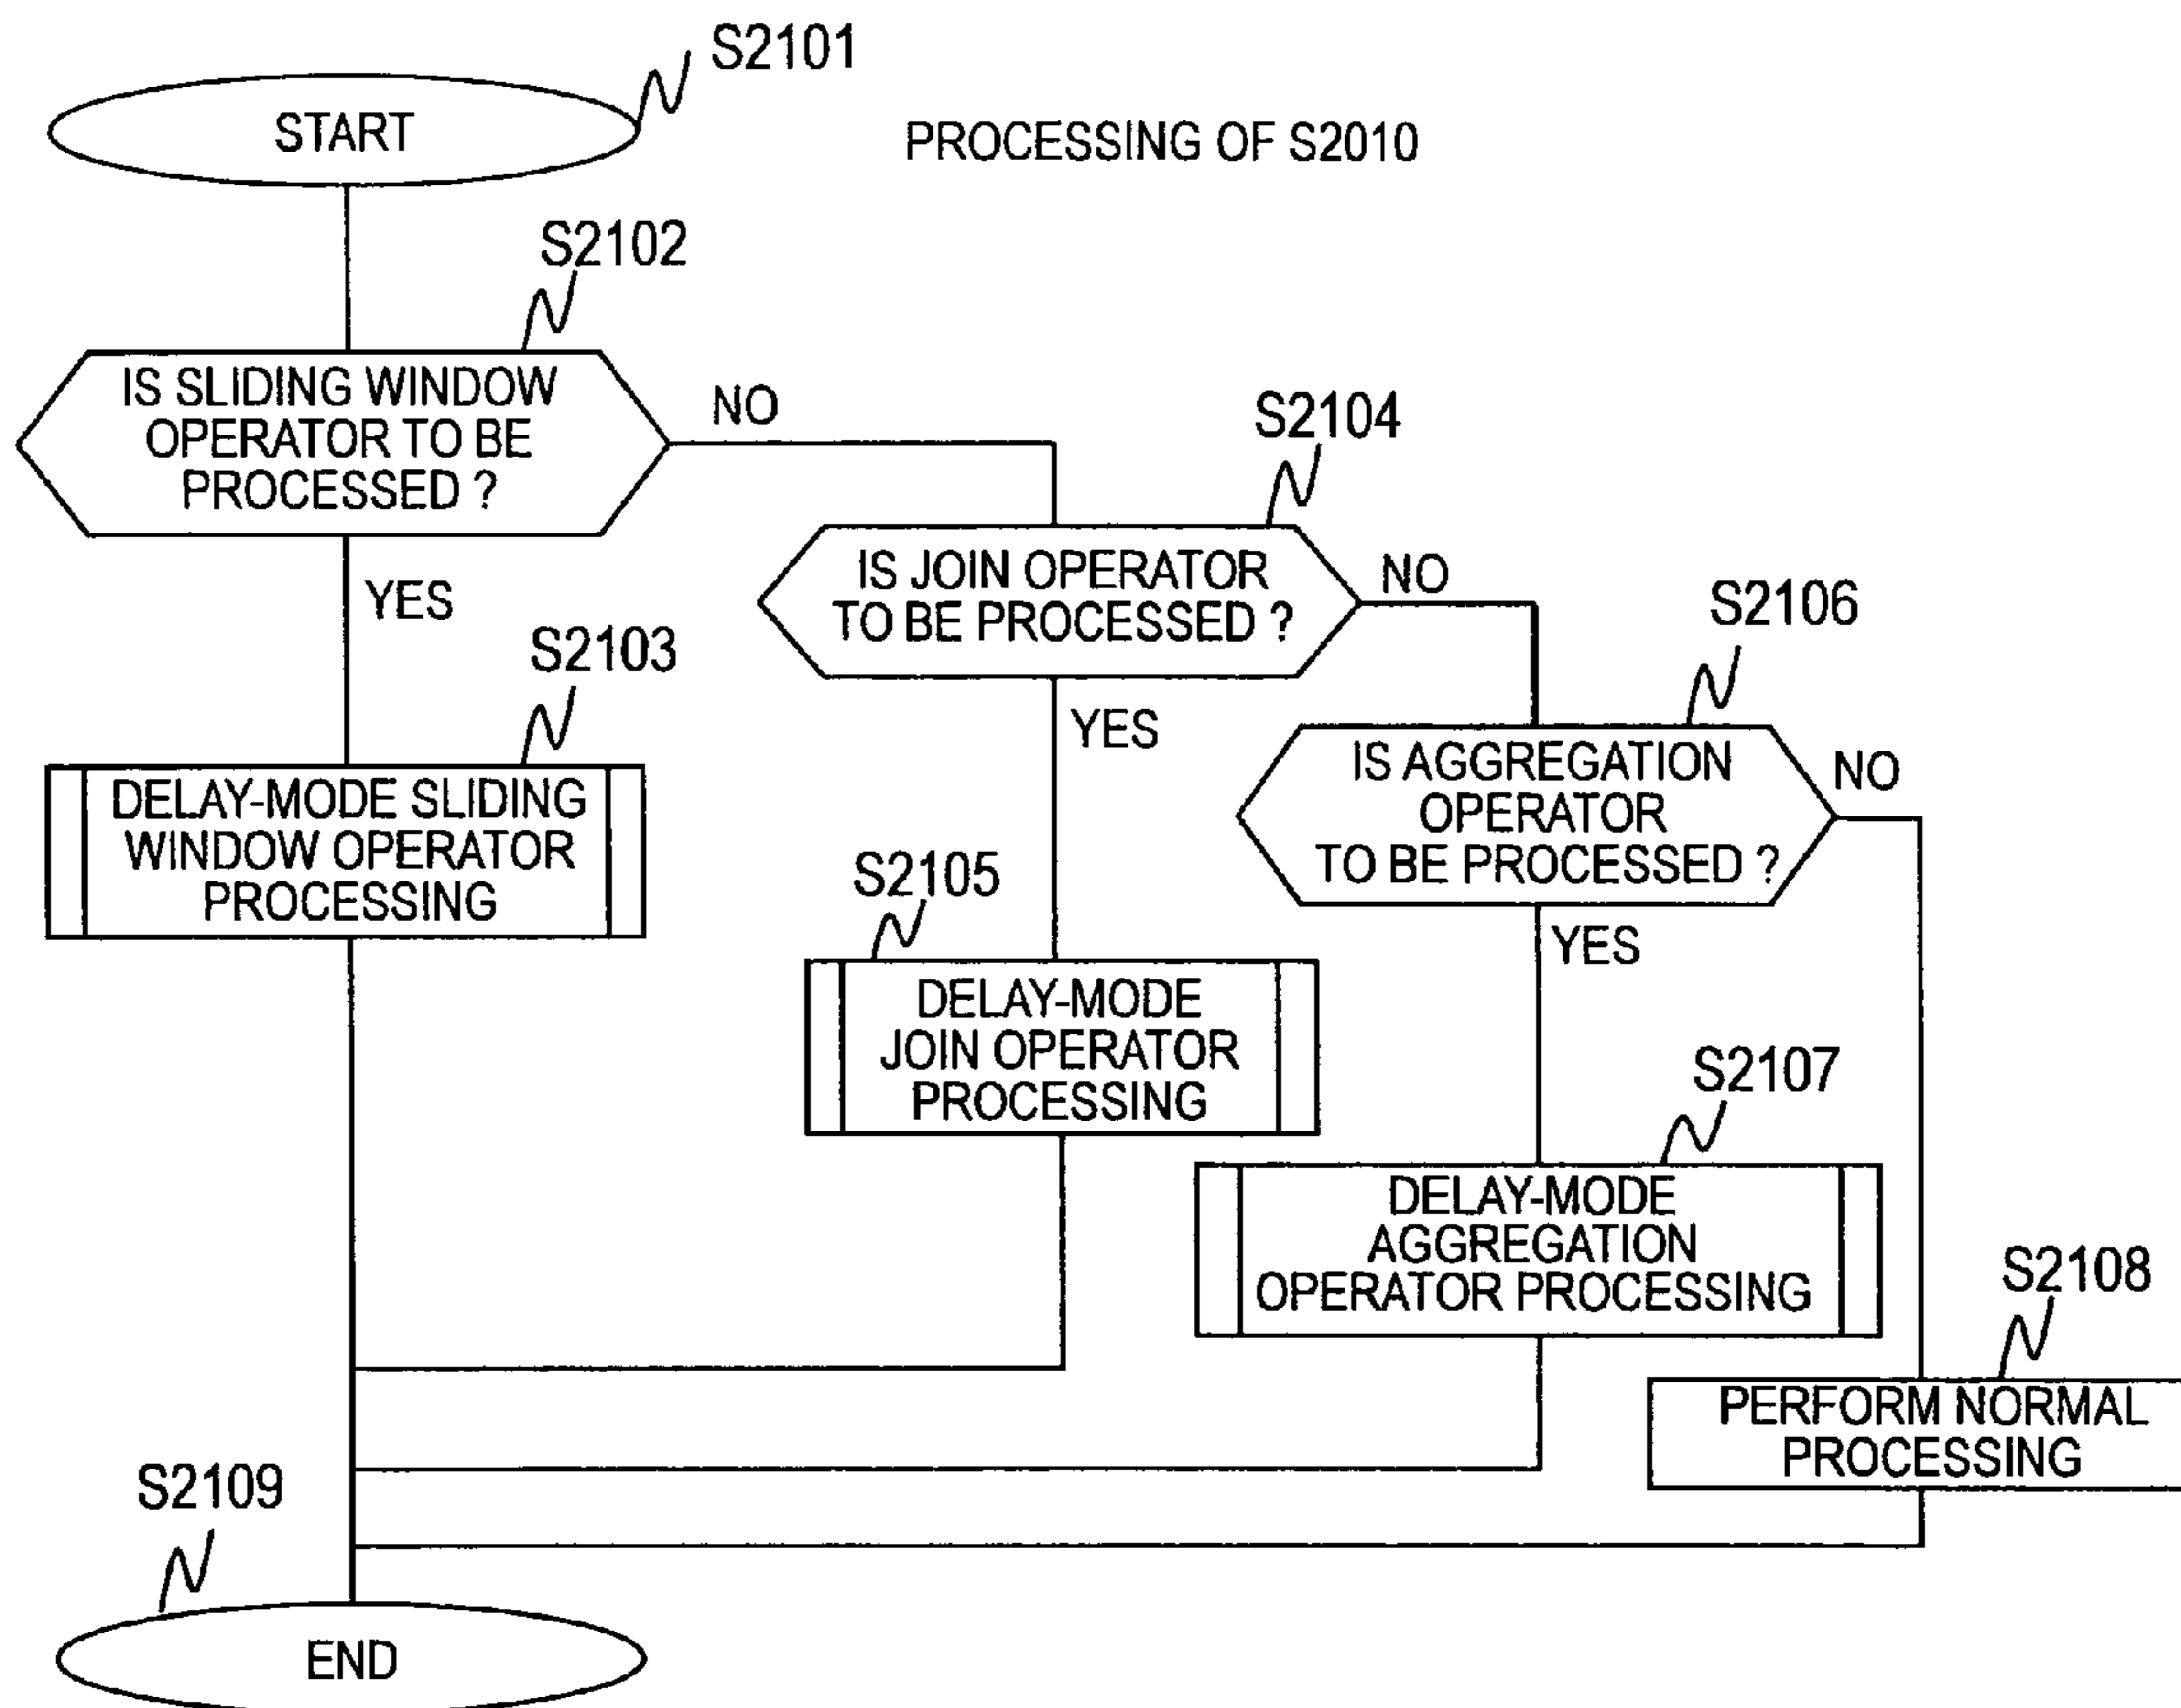 S2101
START
PROCESSING OF S2010
S2102
IS SLIDING WINDOW
OPERATOR TO BE
PROCESSED ?
NO
YES
S2104
IS JOIN OPERATOR
TO BE PROCESSED ?
NO
YES
S2106
IS AGGREGATION
OPERATOR
TO BE PROCESSED ?
NO
YES
S2103
DELAY-MODE SLIDING
WINDOW OPERATOR
PROCESSING
S2105
DELAY-MODE
JOIN OPERATOR
PROCESSING
S2107
DELAY-MODE
AGGREGATION
OPERATOR PROCESSING
S2108
PERFORM NORMAL
PROCESSING
S2109
END